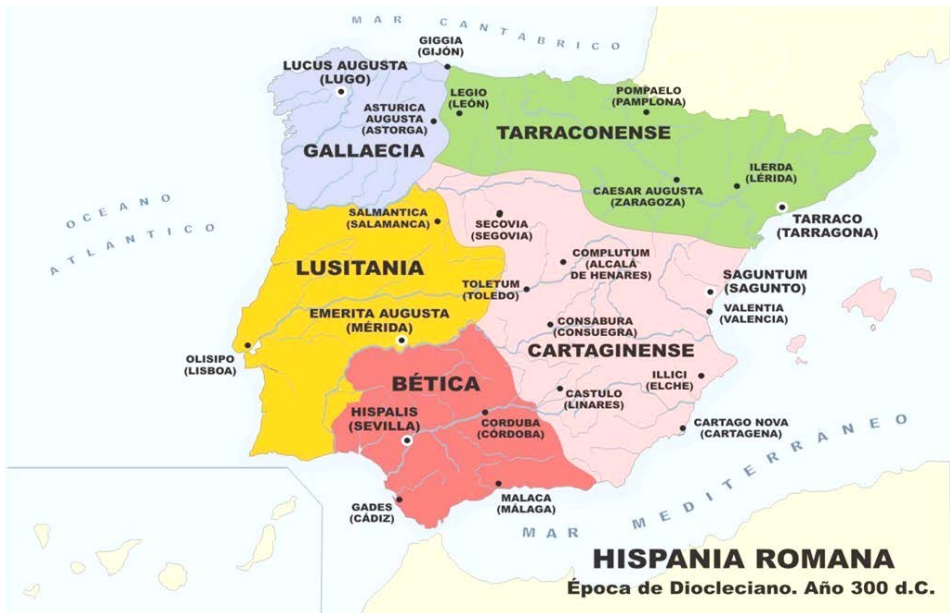 MAR CANTÁBRICO
GIGGIA
(GIJÓN)
LUCUS AUGUSTA
(LUGO)
LEGIO
(LEÓN)
POMPAELO
(PAMPLONA)
ASTURICA
AUGUSTA
(ASTORGA)
TARRACONENSE
GALLAECIA
ILERDA
(LÉRIDA)
CAESAR AUGUSTA
(ZARAGOZA)
OCEANO
ATLÁNTICO
SALMANTICA
(SALAMANCA)
SECOVIA
(SEGOVIA)
TARRACO
(TARRAGONA)
COMPLUTUM
(ALCALÁ
DE HENARES)
LUSITANIA
TOLETUM
(TOLEDO)
SAGUNTUM
(SAGUNTO)
VALENTIA
(VALENCIA)
EMERITA AUGUSTA
(MÉRIDA)
CONSABURA
(CONSUEGRA)
CARTAGINENSE
OLISIPO
(LISBOA)
BÉTICA
ILLICI
(ELCHE)
CASTULO
(LINARES)
HISPALIS
(SEVILLA)
CORDUBA
(CÓRDOBA)
CARTAGO NOVA
(CARTAGENA)
GADES
(CÁDIZ)
MALACA
(MÁLAGA)
MAR MEDITERRÁNEO
HISPANIA ROMANA
Época de Diocleciano. Año 300 d.C.